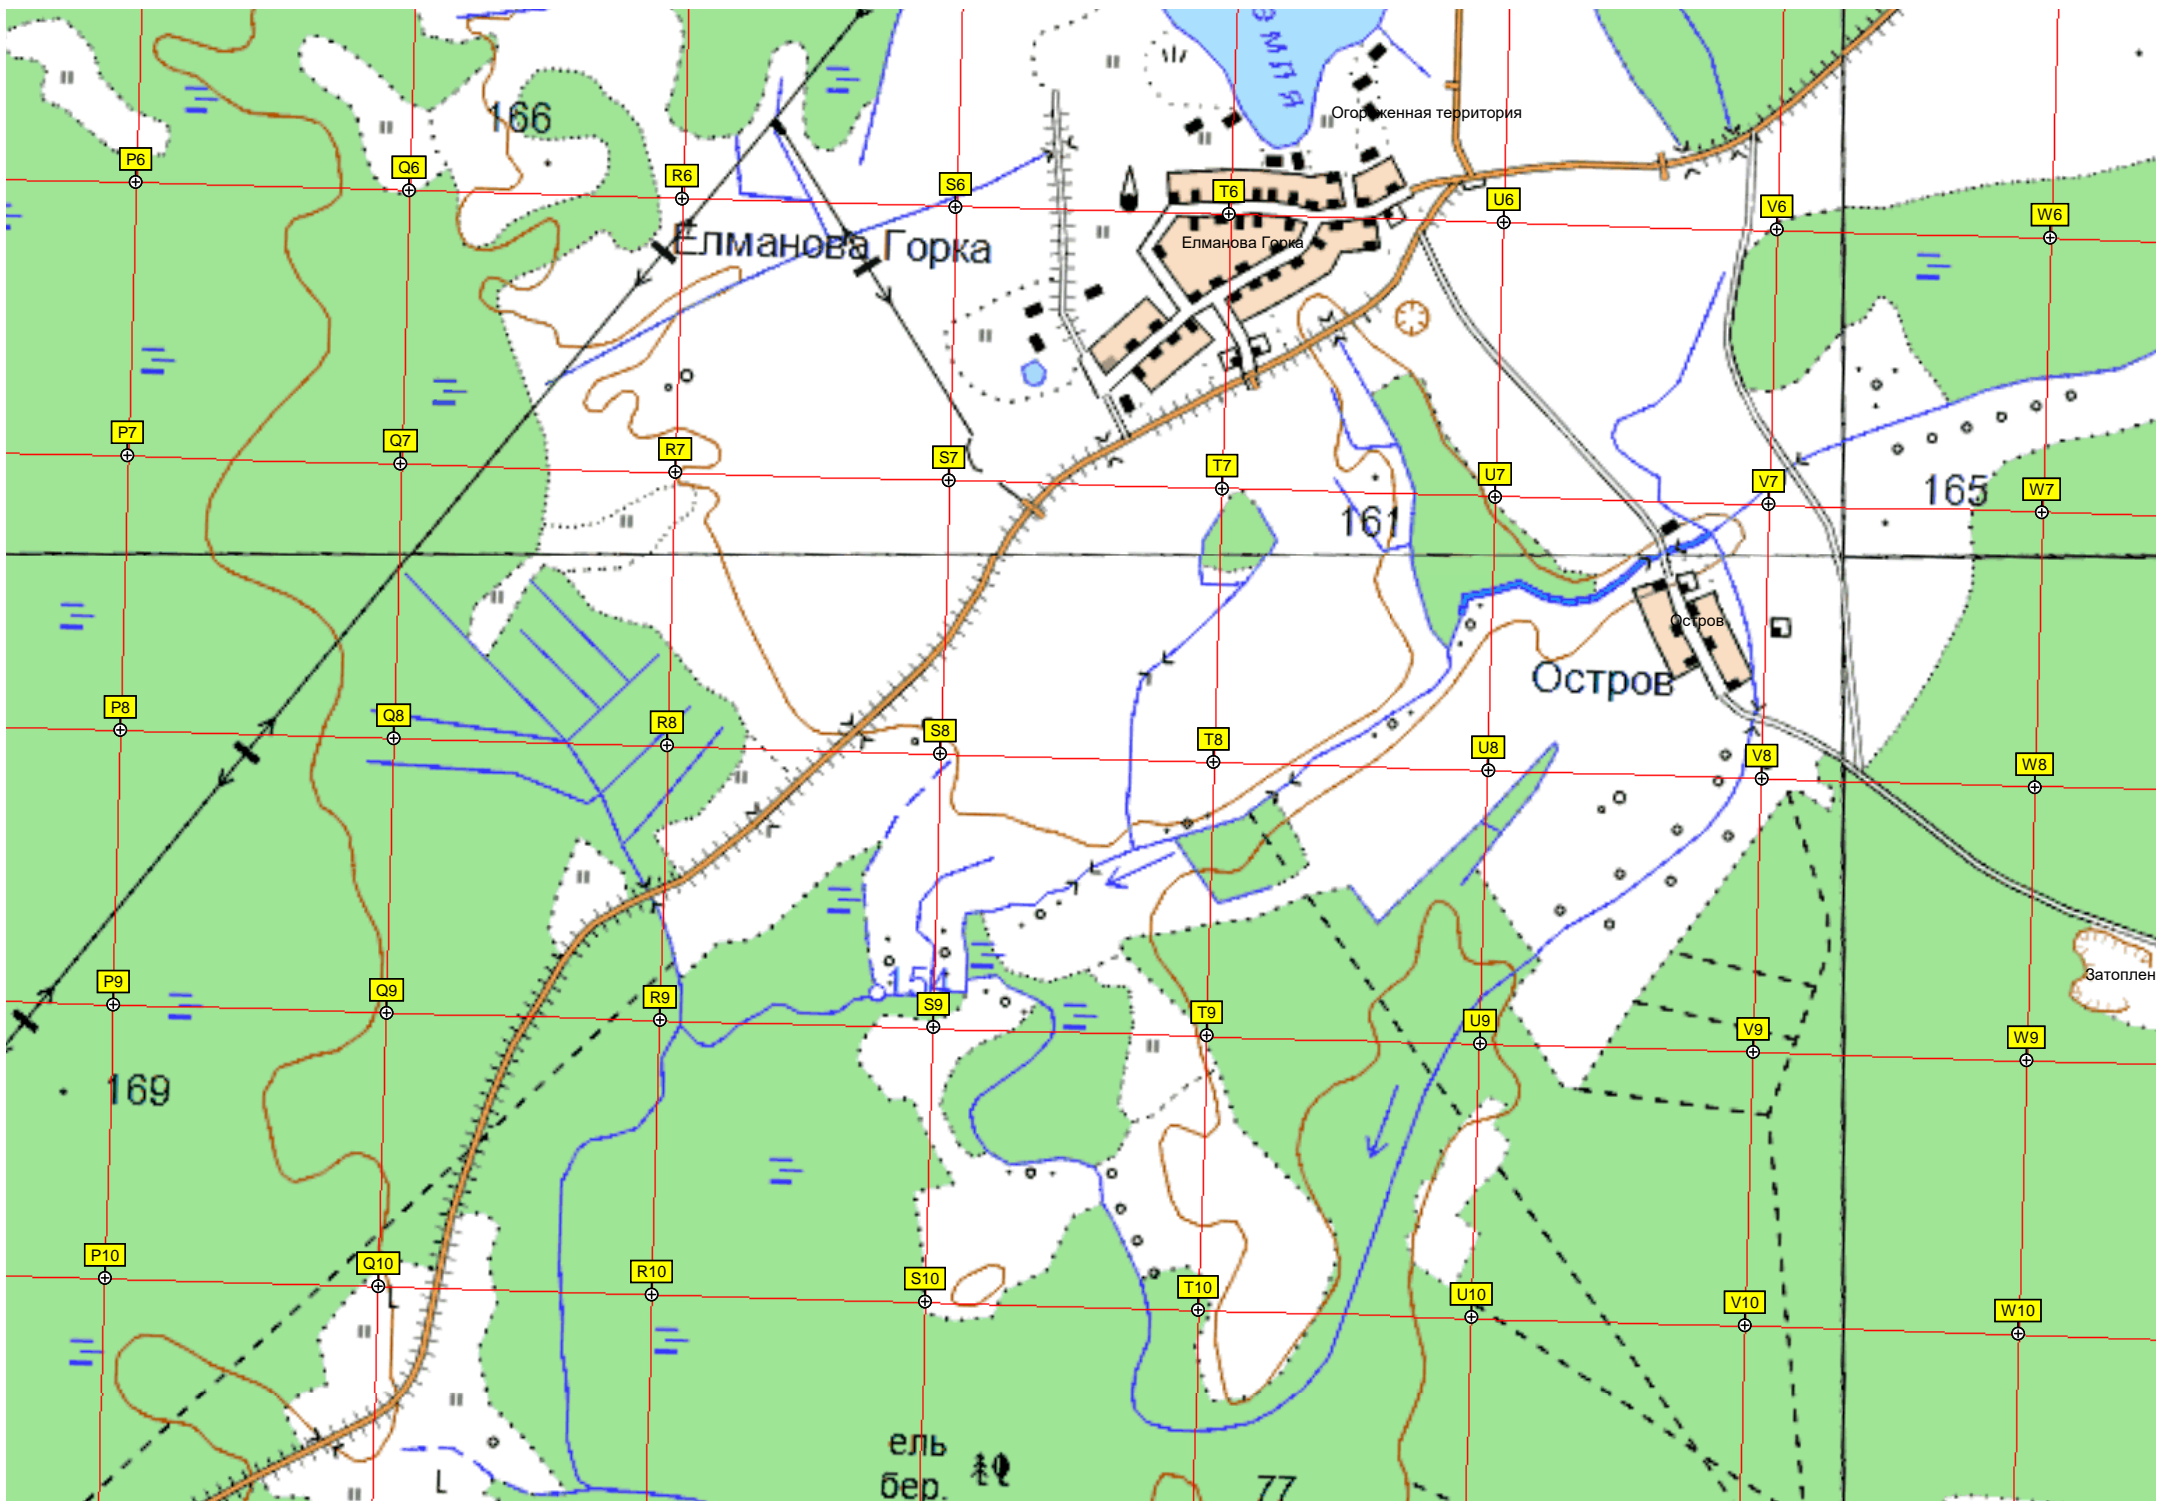 емля
166
Огороженная территория
P6
Q6
R6
S6
T6
U6
V6
W6
Елманова Горка
Елманова Горка
P7
Q7
R7
S7
T7
U7
V7
W7
161
165
Остров
Остров
P8
Q8
R8
S8
T8
U8
V8
W8
154
Затоплен
P9
Q9
R9
S9
T9
U9
V9
W9
169
P10
Q10
R10
S10
T10
U10
V10
W10
ель
бер.
77